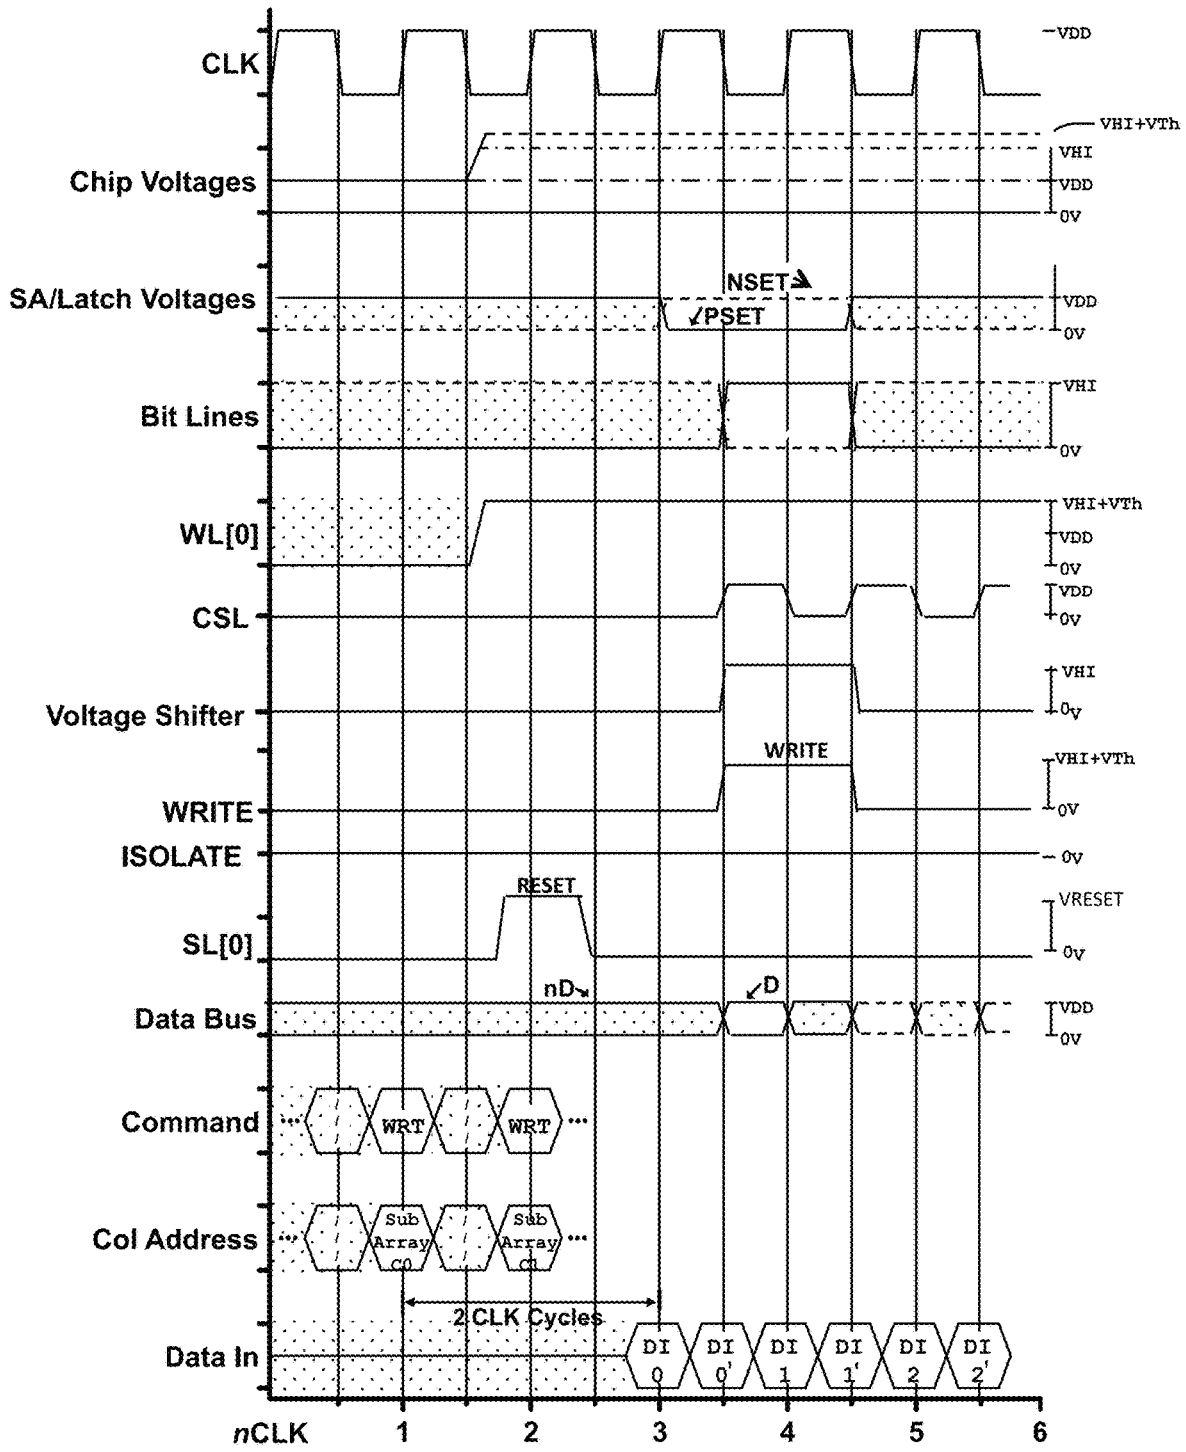 CLK
VDD
VHI+VTh
VHI
Chip Voltages
VDD
0V
NSET
SA/Latch Voltages
VDD
PSET
0V
VHI
Bit Lines
0V
VHI+VTh
WL[0]
VDD
0V
VDD
CSL
0V
VHI
Voltage Shifter
0V
WRITE
VHI+VTh
WRITE
0V
ISOLATE
0V
RESET
VRESET
SL[0]
0V
nD
D
Data Bus
VDD
0V
Command
... WRT WRT ...
Col Address
... Sub Array C0 Sub Array C1 ...
2 CLK Cycles
Data In
DI 0 DI 0' DI 1 DI 1' DI 2 DI 2'
nCLK 1 2 3 4 5 6